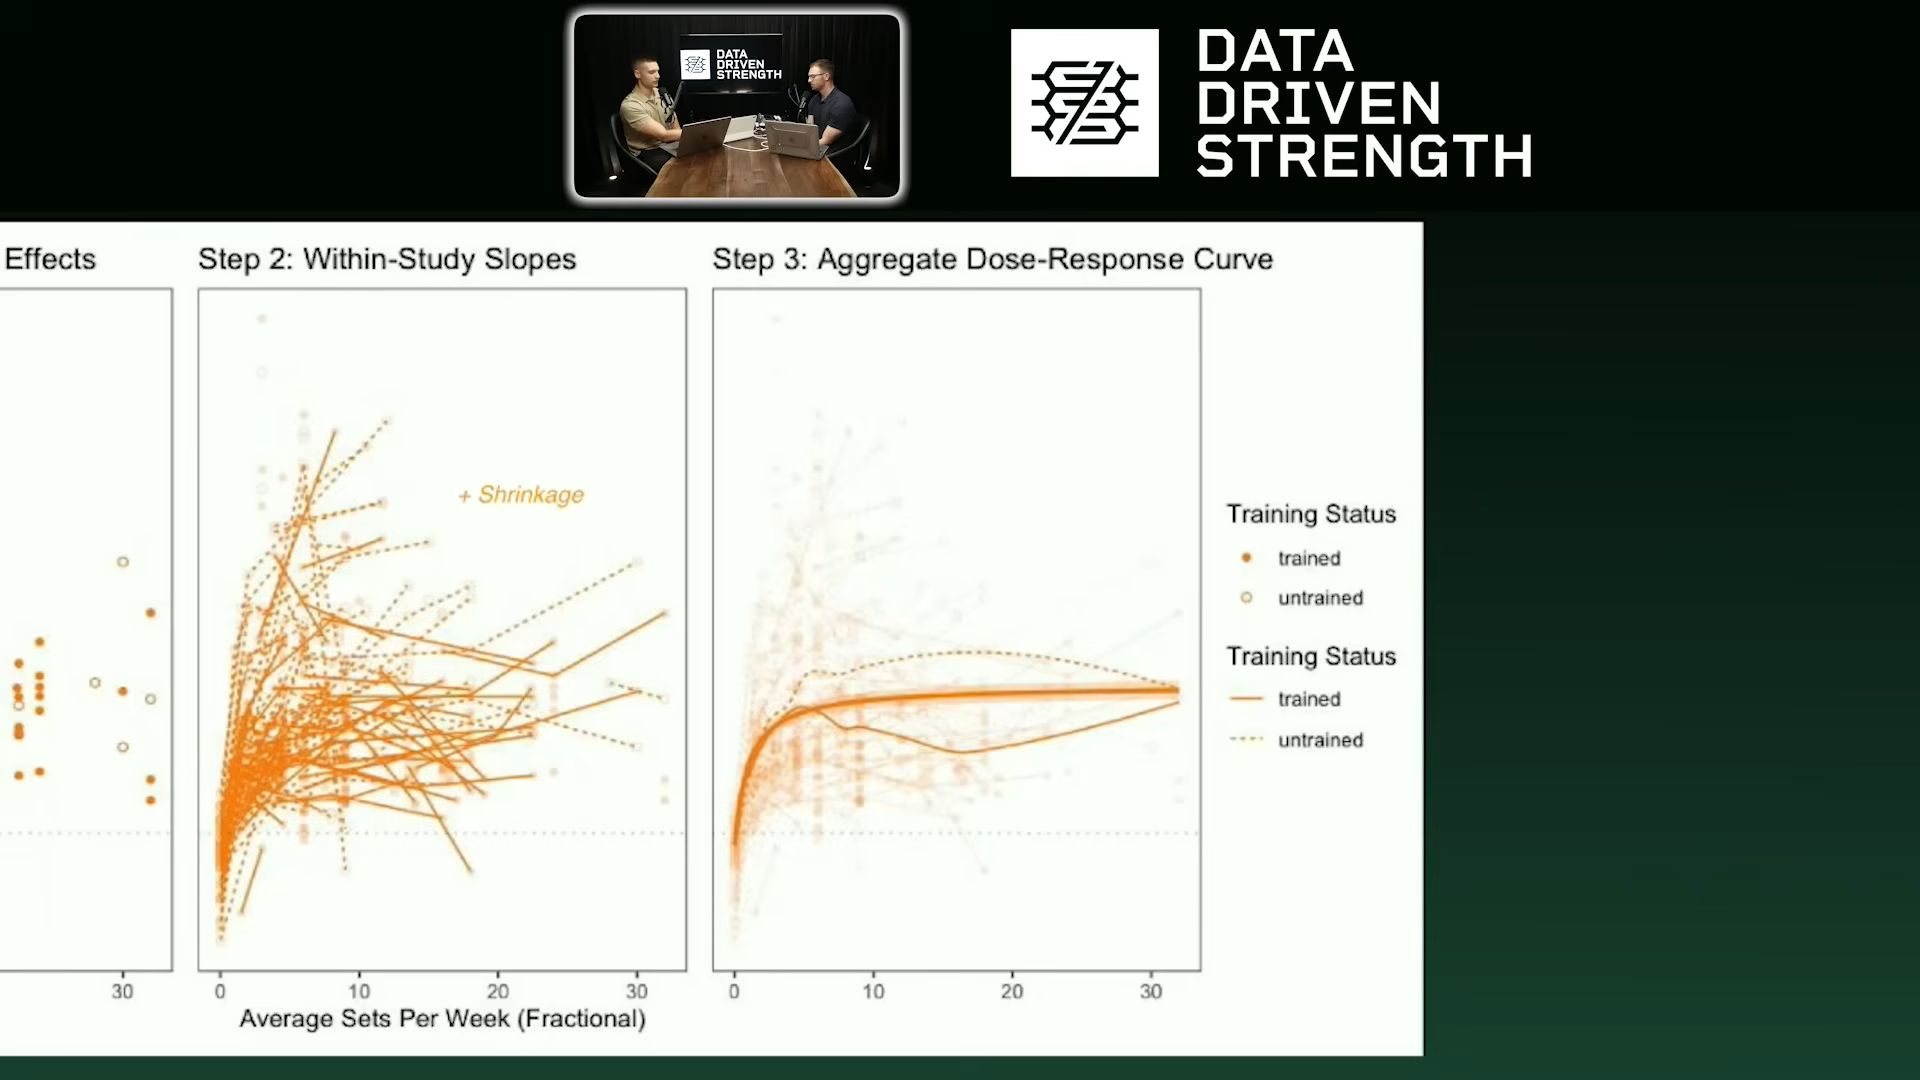 DATA
DRIVEN
STRENGTH
DATA
DRIVEN
STRENGTH
Effects
Step 2: Within-Study Slopes
Step 3: Aggregate Dose-Response Curve
+ Shrinkage
Training Status
trained
untrained
Training Status
trained
untrained
30
0 10 20 30
0 10 20 30
Average Sets Per Week (Fractional)